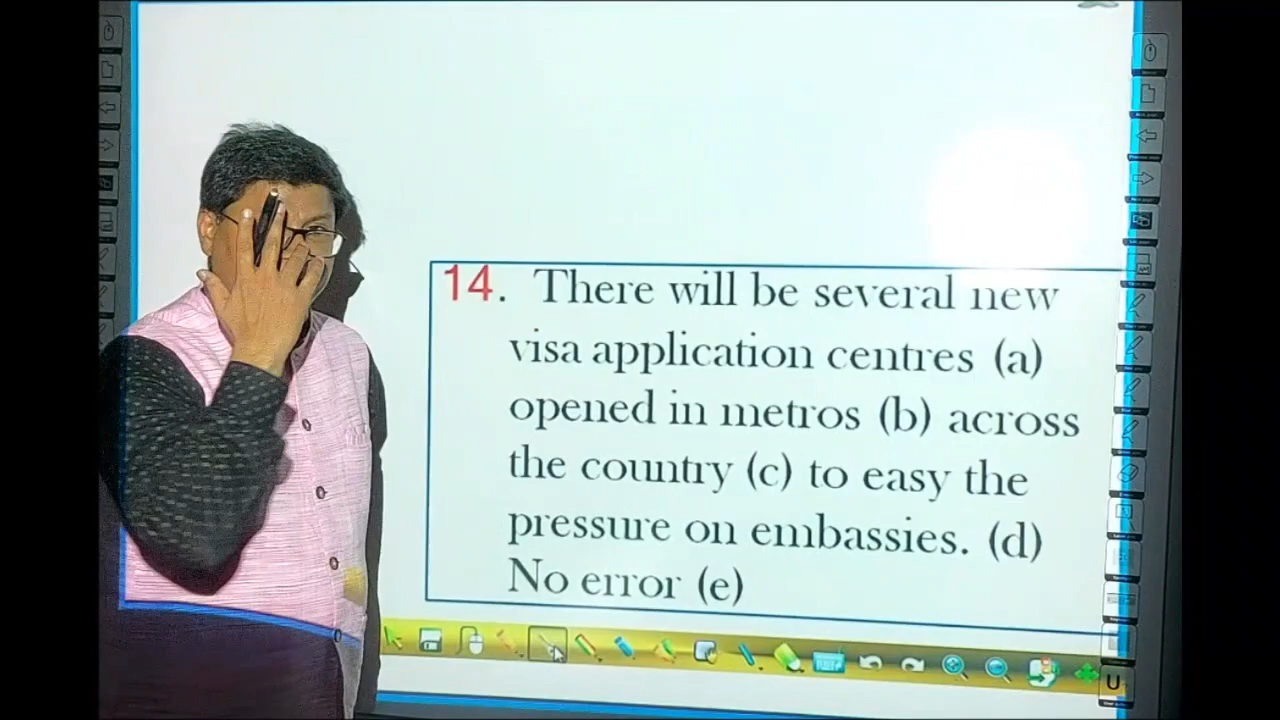 14. There will be several new
visa application centres (a)
opened in metros (b) across
the country (c) to easy the
pressure on embassies. (d)
No error (e)
U